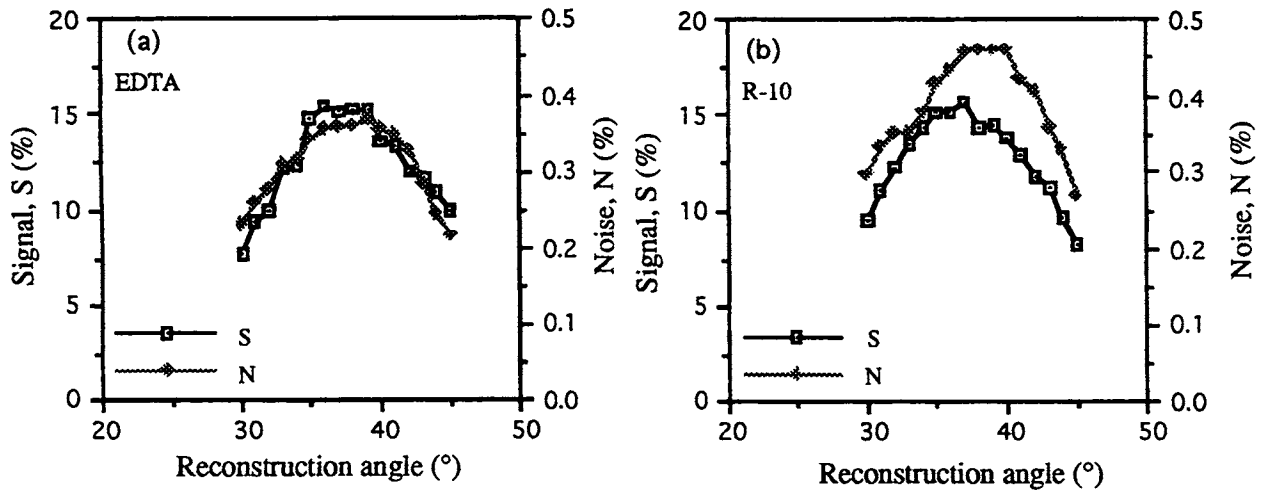 (a)
EDTA
20
15
10
5
0
Signal, S (%)
S
N
20
30
40
50
Reconstruction angle (°)
0.5
0.4
0.3
0.2
0.1
0.0
Noise, N (%)
(b)
R-10
20
15
10
5
0
Signal, S (%)
S
N
20
30
40
50
Reconstruction angle (°)
0.5
0.4
0.3
0.2
0.1
0.0
Noise, N (%)